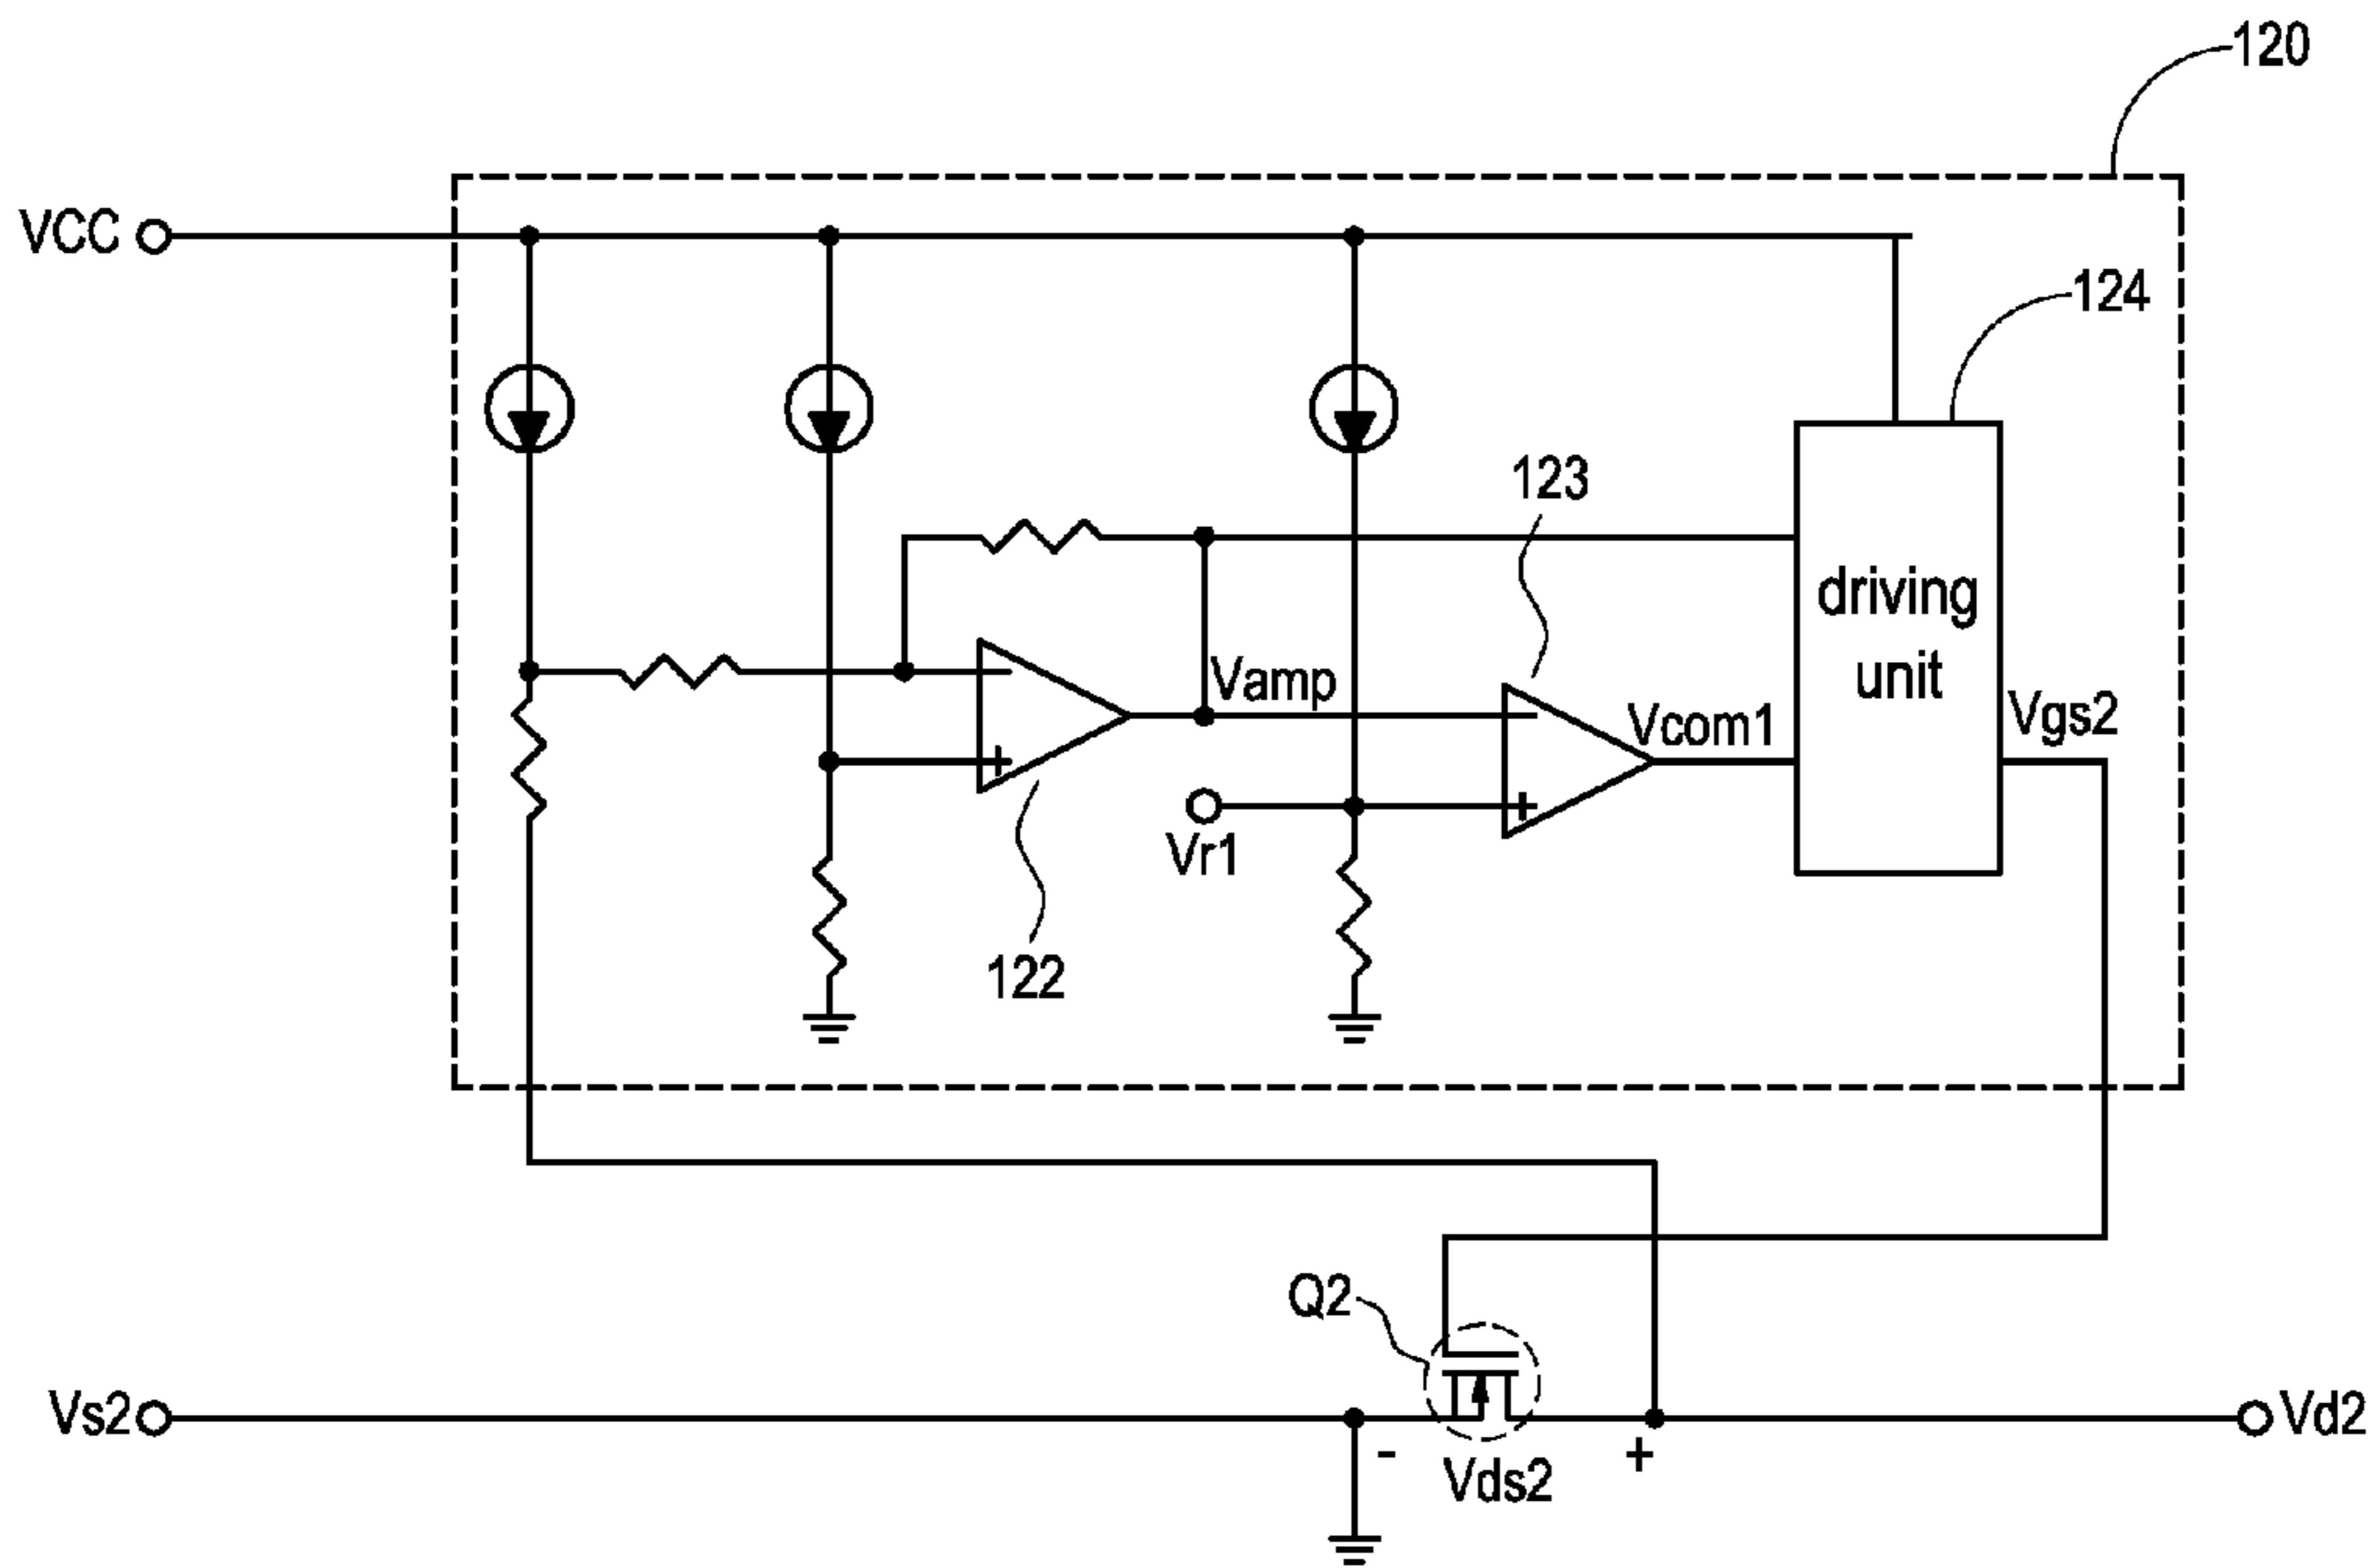 120
VCC
124
123
driving
unit
Vamp
Vcom1
Vgs2
Vr1
122
Q2
Vs2
Vd2
-
+
Vds2